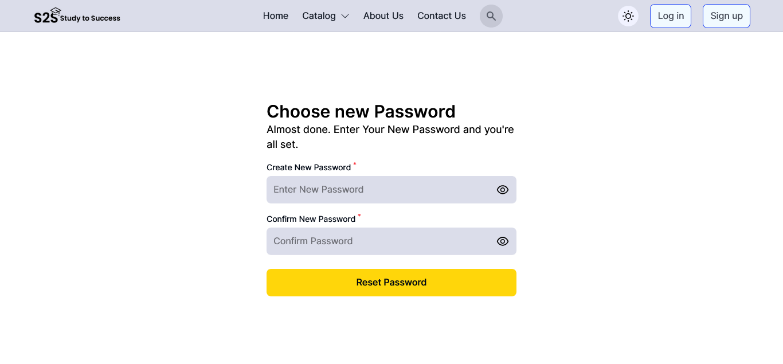 S2S Study to Success
Home Catalog About Us Contact Us
Log in Sign up
Choose new Password
Almost done. Enter Your New Password and you're
all set.
Create New Password *
Enter New Password
Confirm New Password *
Confirm Password
Reset Password